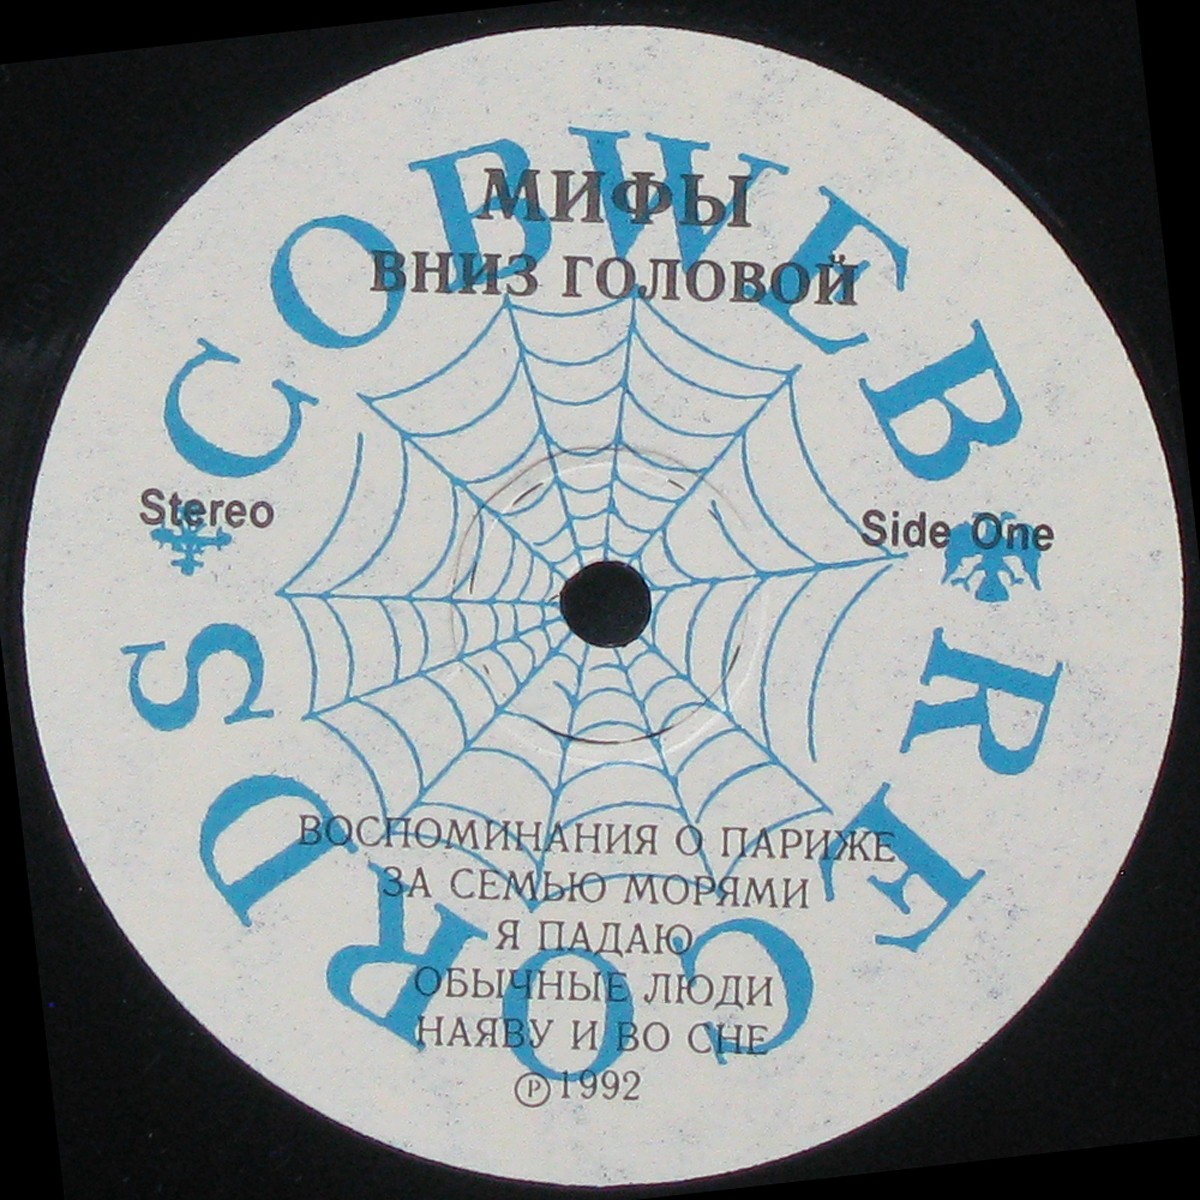 COBWEB RECORDS
МИФЫ
ВНИЗ ГОЛОВОЙ
Stereo
Side One
ВОСПОМИНАНИЯ О ПАРИЖЕ
ЗА СЕМЬЮ МОРЯМИ
Я ПАДАЮ
ОБЫЧНЫЕ ЛЮДИ
НАЯВУ И ВО СНЕ
Ⓟ 1992